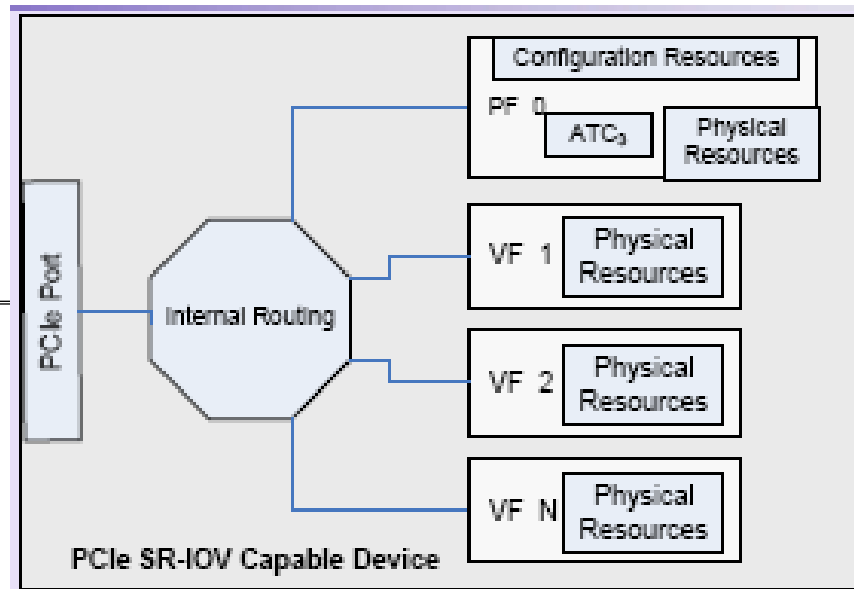 Configuration Resources
PF 0
ATC₀
Physical
Resources
PCIe Port
Internal Routing
VF 1
Physical
Resources
VF 2
Physical
Resources
VF N
Physical
Resources
PCIe SR-IOV Capable Device